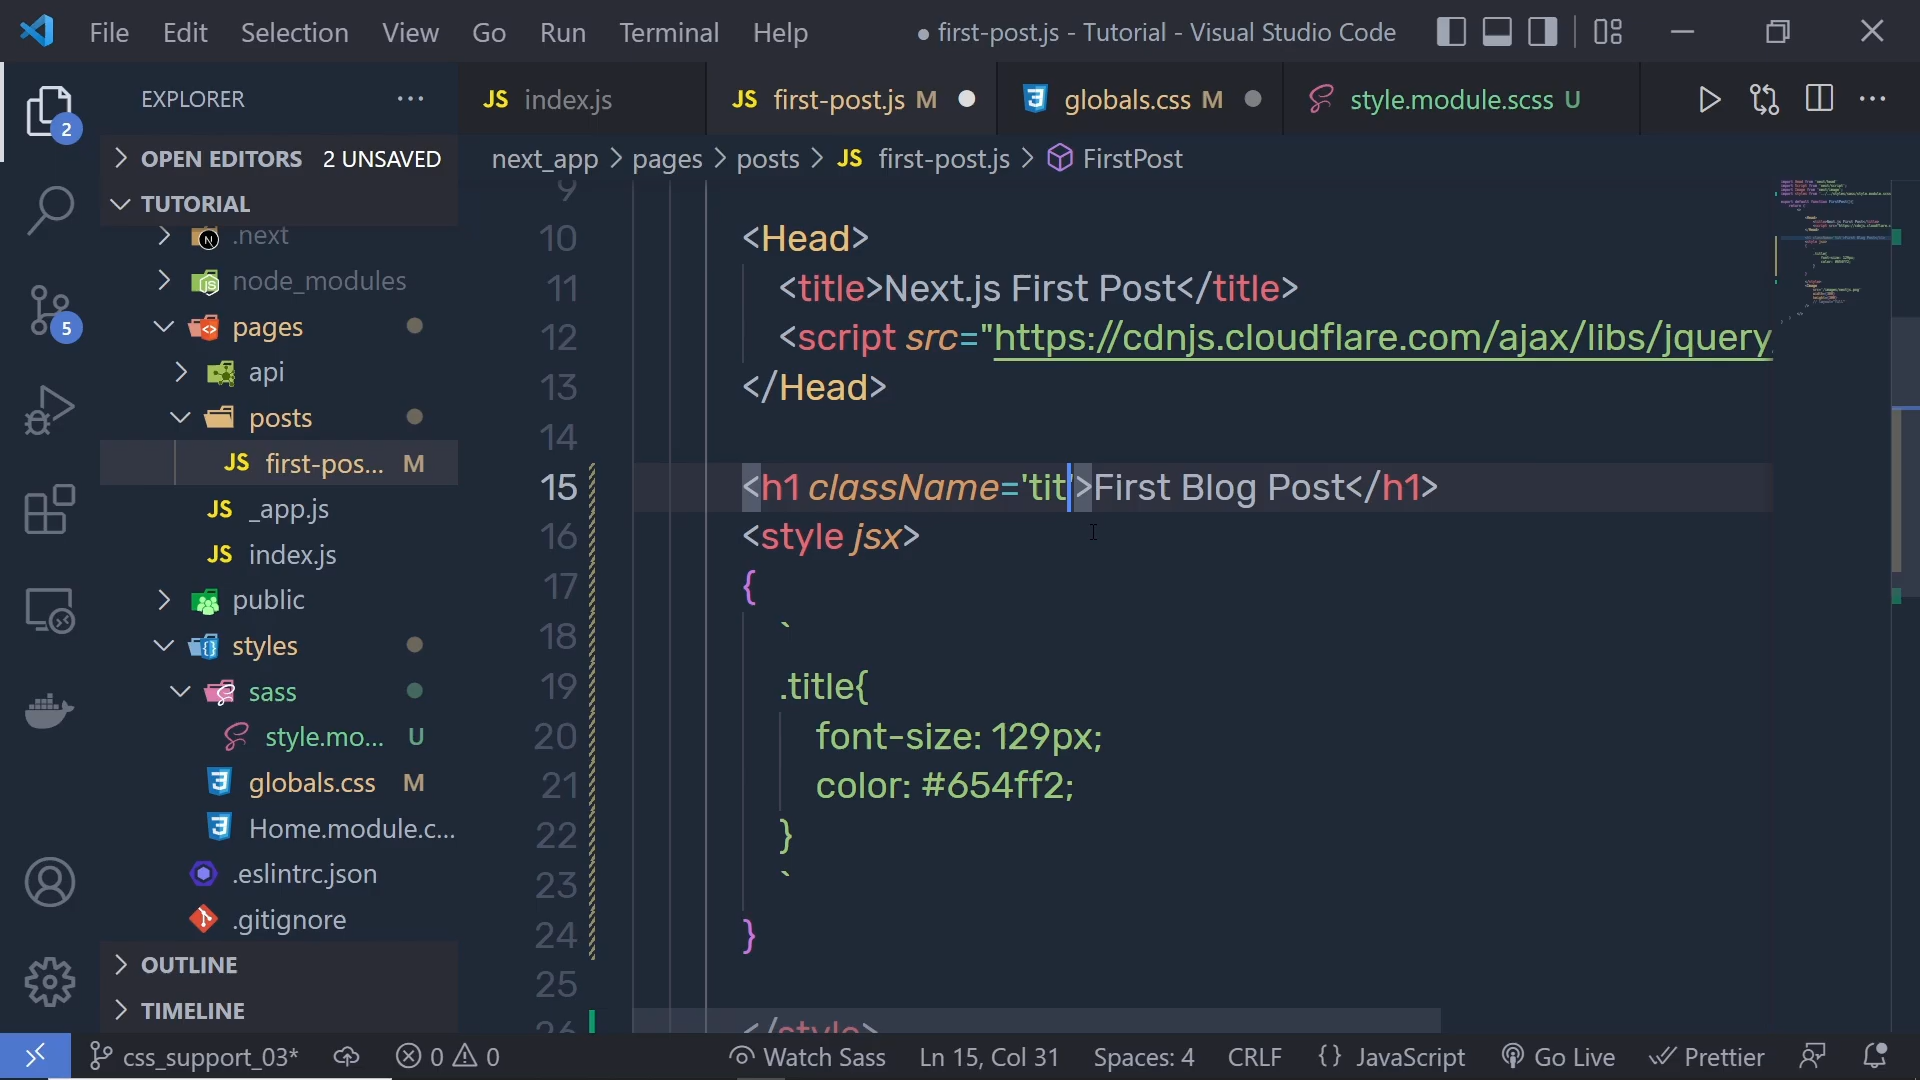 File Edit Selection View Go Run Terminal Help ● first-post.js - Tutorial - Visual Studio Code
EXPLORER ···
JS index.js
JS first-post.js M
globals.css M
style.module.scss U
2
OPEN EDITORS 2 UNSAVED
next_app > pages > posts > JS first-post.js > FirstPost
TUTORIAL
.next
node_modules
pages
api
posts
JS first-pos... M
JS _app.js
JS index.js
public
styles
sass
style.mo... U
globals.css M
Home.module.c...
.eslintrc.json
.gitignore
OUTLINE
TIMELINE
5
9
10 <Head>
11 <title>Next.js First Post</title>
12 <script src="https://cdnjs.cloudflare.com/ajax/libs/jquery
13 </Head>
14
15 <h1 className='tit'>First Blog Post</h1>
16 <style jsx>
17 {
18 `
19 .title{
20 font-size: 129px;
21 color: #654ff2;
22 }
23 `
24 }
25
26 </style>
css_support_03* 0 0 Watch Sass Ln 15, Col 31 Spaces: 4 CRLF {} JavaScript Go Live Prettier